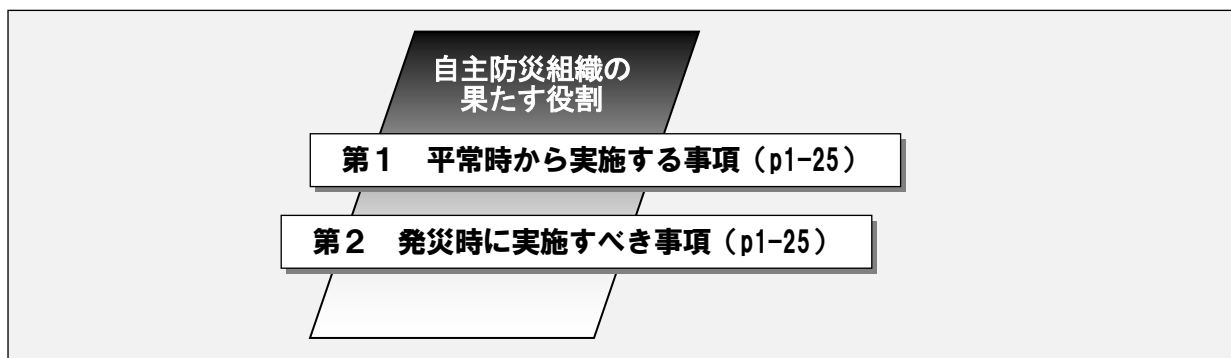 自主防災組織の
果たす役割
第1　平常時から実施する事項（p1-25）
第2　発災時に実施すべき事項（p1-25）